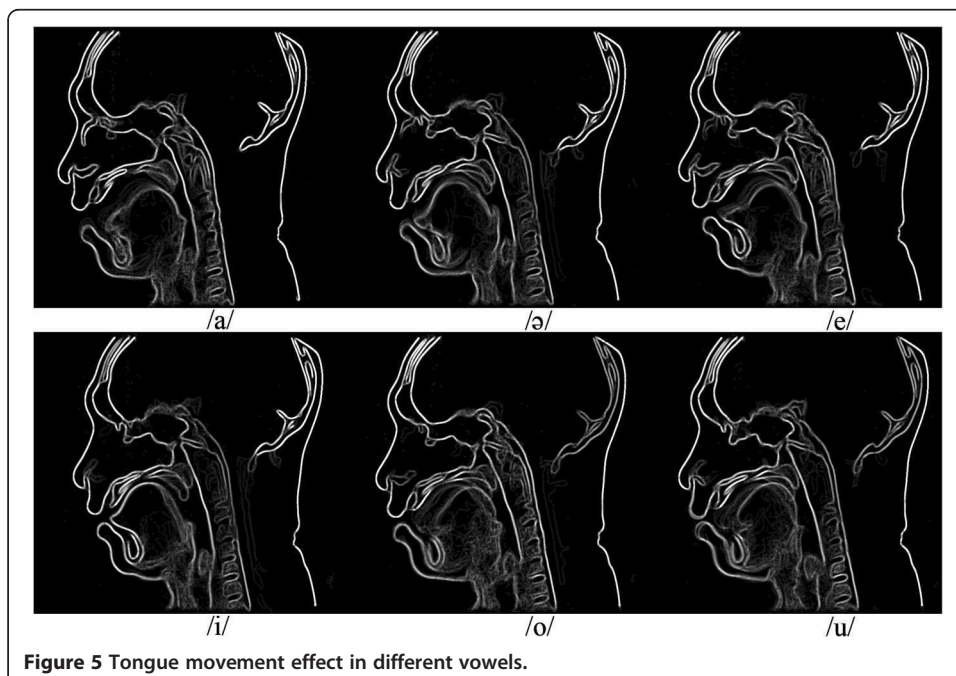 /a/ /ə/ /e/
/i/ /o/ /u/
Figure 5 Tongue movement effect in different vowels.